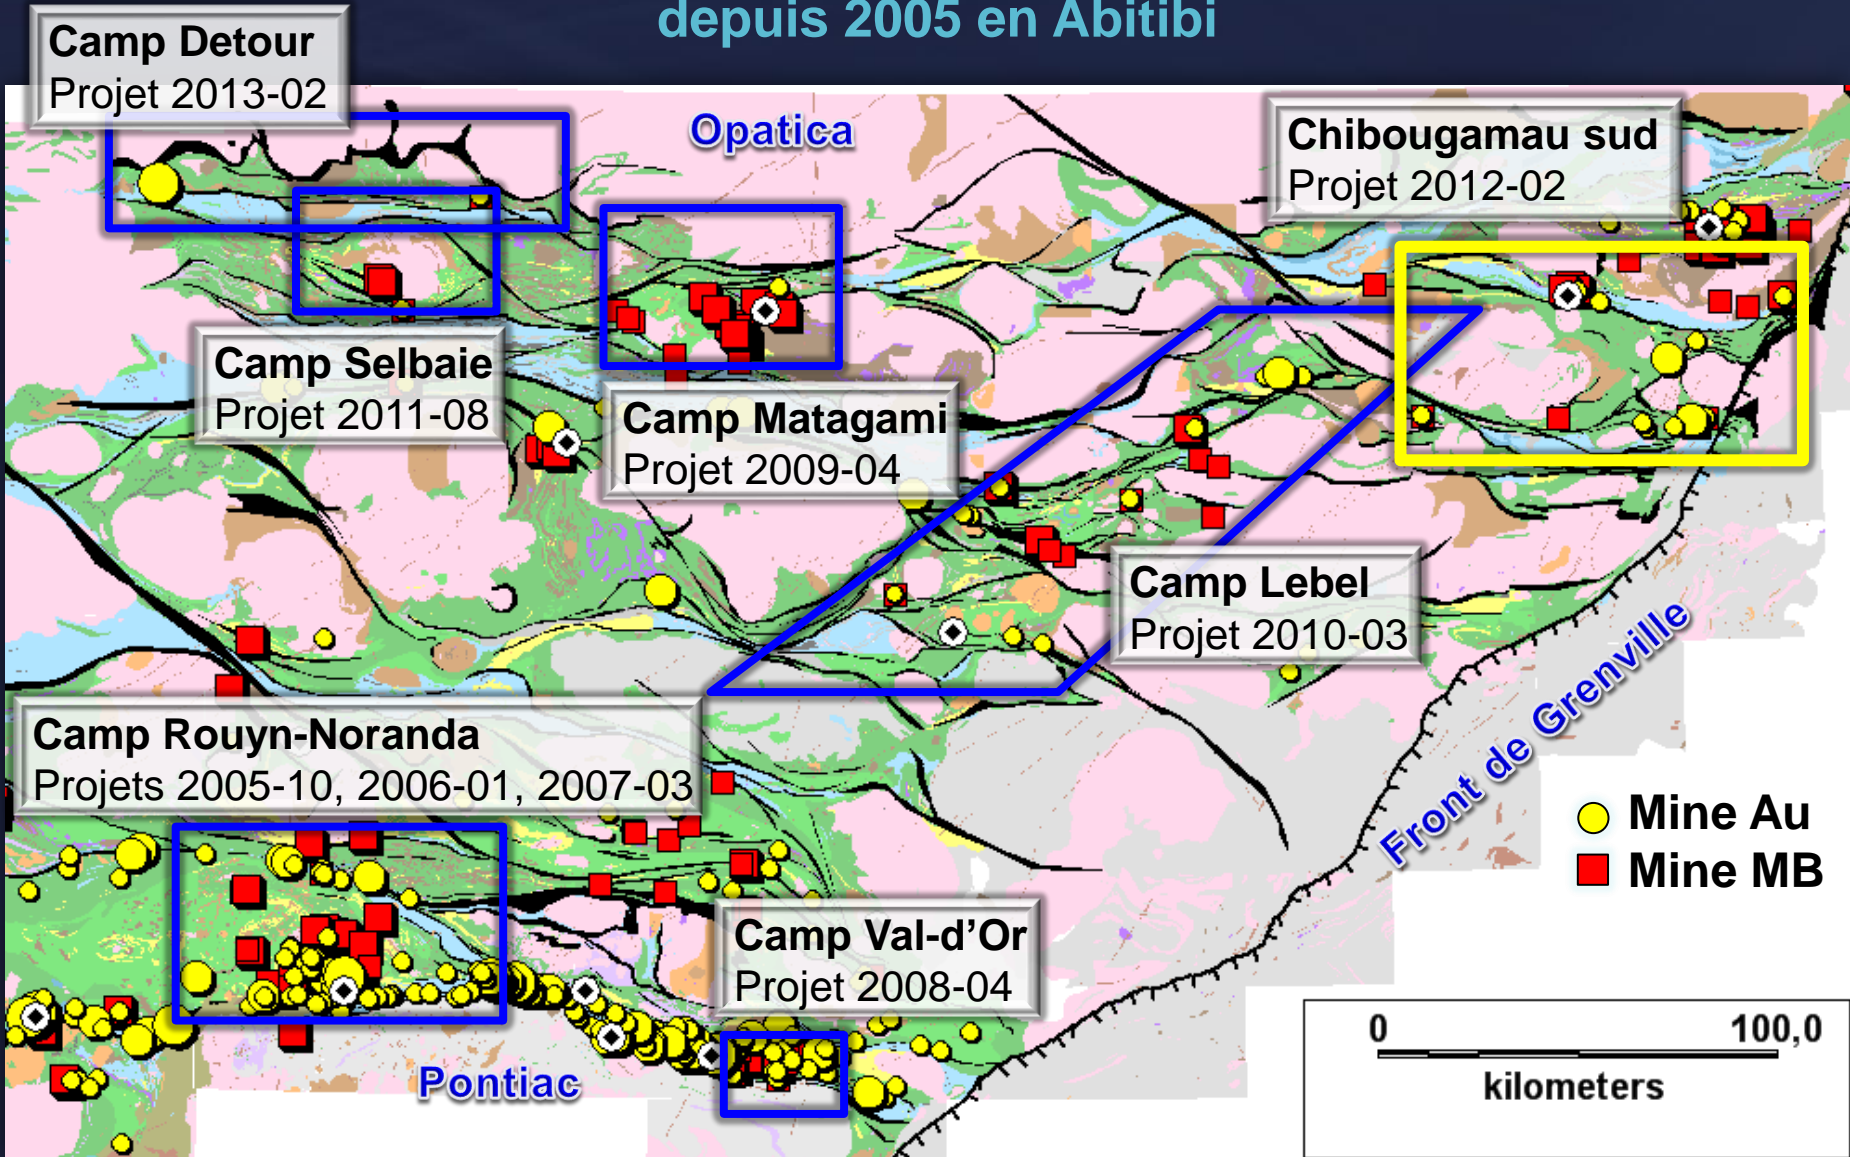 depuis 2005 en Abitibi
Camp Detour
Projet 2013-02
Opatica
Chibougamau sud
Projet 2012-02
Camp Selbaie
Projet 2011-08
Camp Matagami
Projet 2009-04
Camp Lebel
Projet 2010-03
Camp Rouyn-Noranda
Projets 2005-10, 2006-01, 2007-03
Front de Grenville
Mine Au
Mine MB
Camp Val-d’Or
Projet 2008-04
Pontiac
0 100,0
kilometers